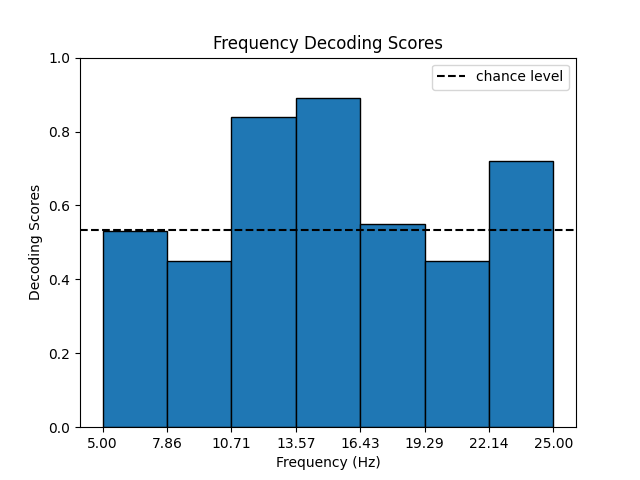 Frequency Decoding Scores
chance level
1.0
0.8
0.6
0.4
0.2
0.0
Decoding Scores
5.00 7.86 10.71 13.57 16.43 19.29 22.14 25.00
Frequency (Hz)